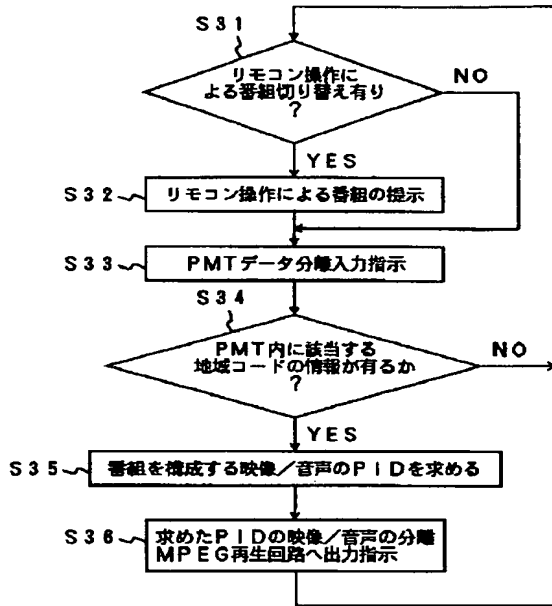 S31
リモコン操作に
よる番組切り替え有り
?
NO
YES
S32
リモコン操作による番組の提示
S33
PMTデータ分離入力指示
S34
PMT内に該当する
地域コードの情報が有るか
?
NO
YES
S35
番組を構成する映像/音声のPIDを求める
S36
求めたPIDの映像/音声の分離
MPEG再生回路へ出力指示